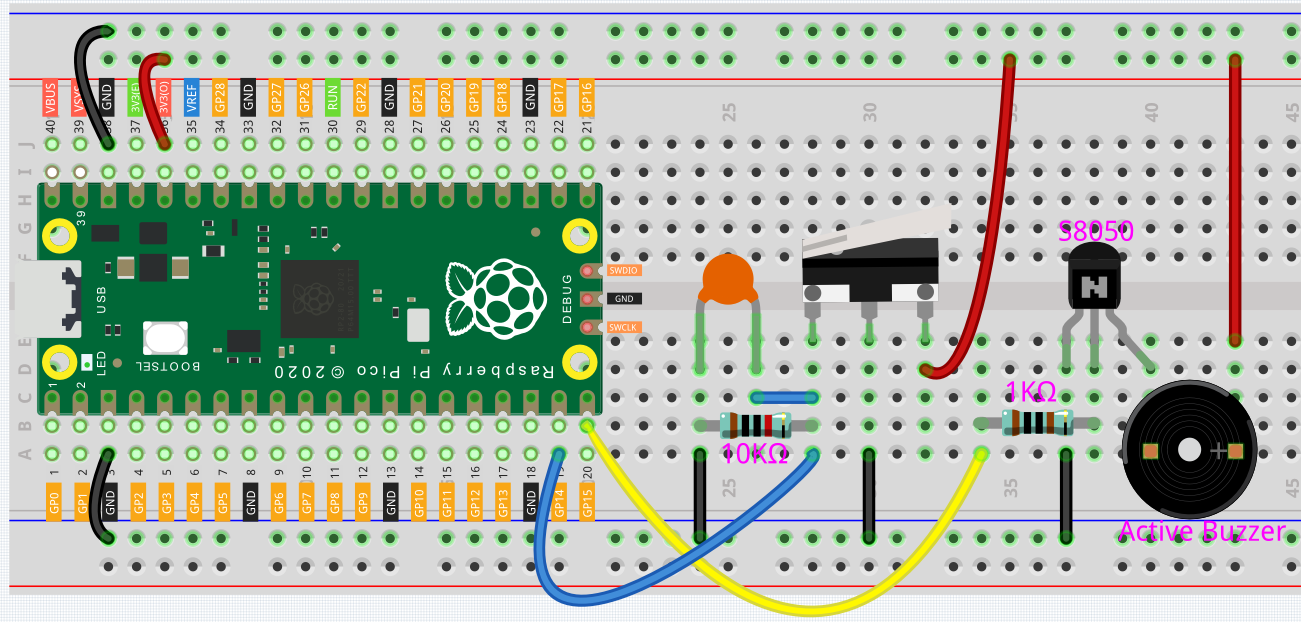 VBUS VSYS GND 3V3(E) 3V3(O) VREF GP28 GND GP27 GP26 RUN GP22 GND GP21 GP20 GP19 GP18 GND GP17 GP16
40 39 38 37 36 35 34 33 32 31 30 29 28 27 26 25 24 23 22 21
25 30 35 40 45
J
I
H
G
F
E
D
C
B
A
39
USB
LED
1
2
BOOTSEL
DEBUG
SWDIO
GND
SWCLK
Raspberry Pi Pico © 2020
S8050
N
1KΩ
10KΩ
+
Active Buzzer
1 2 3 4 5 6 7 8 9 10 11 12 13 14 15 16 17 18 19 20
GP0 GP1 GND GP2 GP3 GP4 GP5 GND GP6 GP7 GP8 GP9 GND GP10 GP11 GP12 GP13 GND GP14 GP15
25 35 45